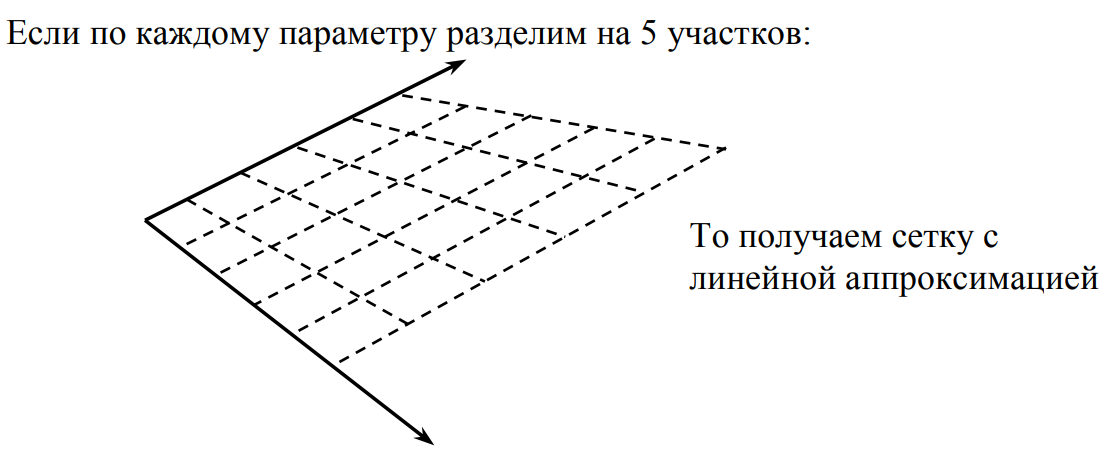 Если по каждому параметру разделим на 5 участков:
То получаем сетку с
линейной аппроксимацией